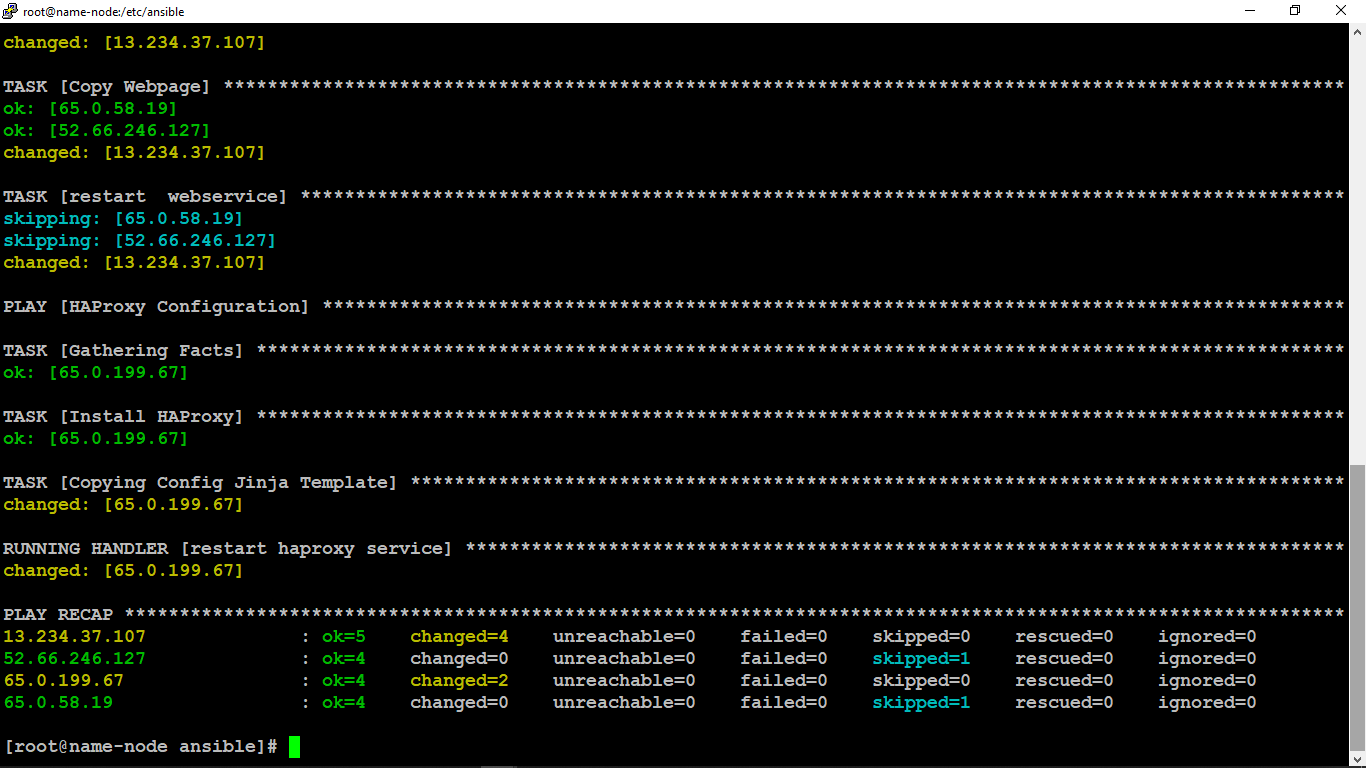 root@name-node:/etc/ansible
changed: [13.234.37.107]
TASK [Copy Webpage] ******************************************************************************************************
ok: [65.0.58.19]
ok: [52.66.246.127]
changed: [13.234.37.107]
TASK [restart  webservice] ***********************************************************************************************
skipping: [65.0.58.19]
skipping: [52.66.246.127]
changed: [13.234.37.107]
PLAY [HAProxy Configuration] *********************************************************************************************
TASK [Gathering Facts] ***************************************************************************************************
ok: [65.0.199.67]
TASK [Install HAProxy] ***************************************************************************************************
ok: [65.0.199.67]
TASK [Copying Config Jinja Template] *************************************************************************************
changed: [65.0.199.67]
RUNNING HANDLER [restart haproxy service] ********************************************************************************
changed: [65.0.199.67]
PLAY RECAP ***************************************************************************************************************
13.234.37.107              : ok=5    changed=4    unreachable=0    failed=0    skipped=0    rescued=0    ignored=0
52.66.246.127              : ok=4    changed=0    unreachable=0    failed=0    skipped=1    rescued=0    ignored=0
65.0.199.67                : ok=4    changed=2    unreachable=0    failed=0    skipped=0    rescued=0    ignored=0
65.0.58.19                 : ok=4    changed=0    unreachable=0    failed=0    skipped=1    rescued=0    ignored=0
[root@name-node ansible]#